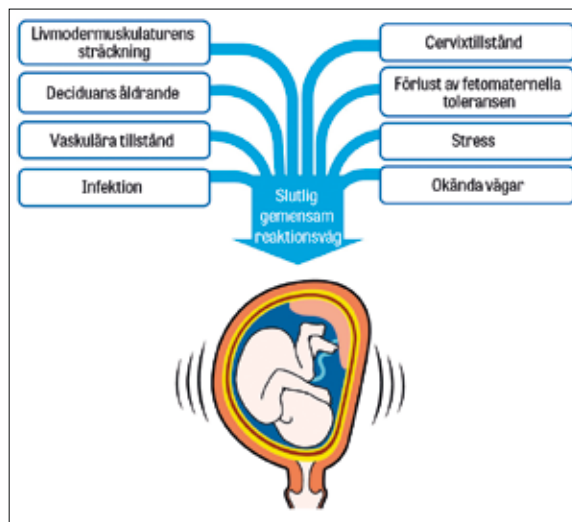 Livmodermuskulaturens
sträckning
Deciduans åldrande
Vaskulära tillstånd
Infektion
Cervixtillstånd
Förlust av fetomaternella
toleransen
Stress
Okända vägar
Slutlig
gemensam
reaktionsväg